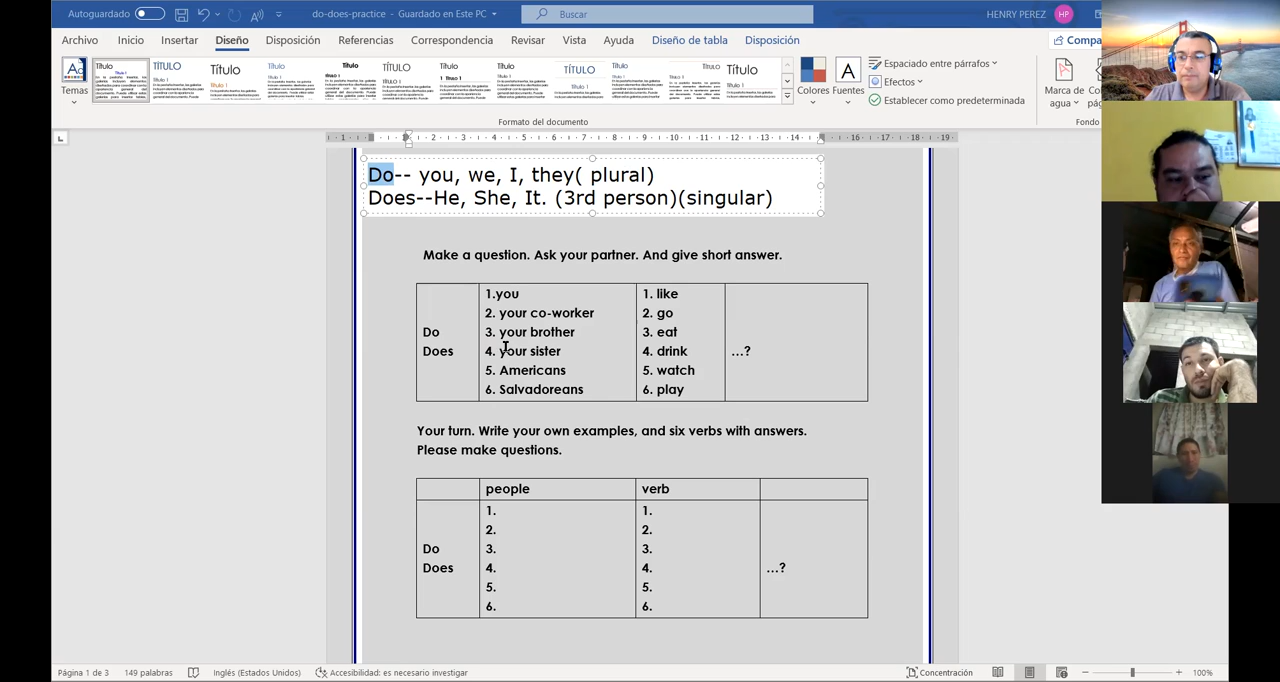 Autoguardado
do-does-practice - Guardado en Este PC
Buscar
HENRY PEREZ
HP
Archivo
Inicio
Insertar
Diseño
Disposición
Referencias
Correspondencia
Revisar
Vista
Ayuda
Diseño de tabla
Disposición
Compa
Temas
Título
TÍTULO
Título
Título
TÍTULO
Título
Título
TÍTULO
Título
Título
Colores
Fuentes
Espaciado entre párrafos
Efectos
Establecer como predeterminada
Marca de
agua
Formato del documento
Fondo
Do-- you, we, I, they( plural)
Does--He, She, It. (3rd person)(singular)
Make a question. Ask your partner. And give short answer.
Do
Does
1.you
2. your co-worker
3. your brother
4. your sister
5. Americans
6. Salvadoreans
1. like
2. go
3. eat
4. drink
5. watch
6. play
...?
Your turn. Write your own examples, and six verbs with answers.
Please make questions.
people
verb
Do
Does
1.
2.
3.
4.
5.
6.
1.
2.
3.
4.
5.
6.
...?
Página 1 de 3
149 palabras
Inglés (Estados Unidos)
Accesibilidad: es necesario investigar
Concentración
100%